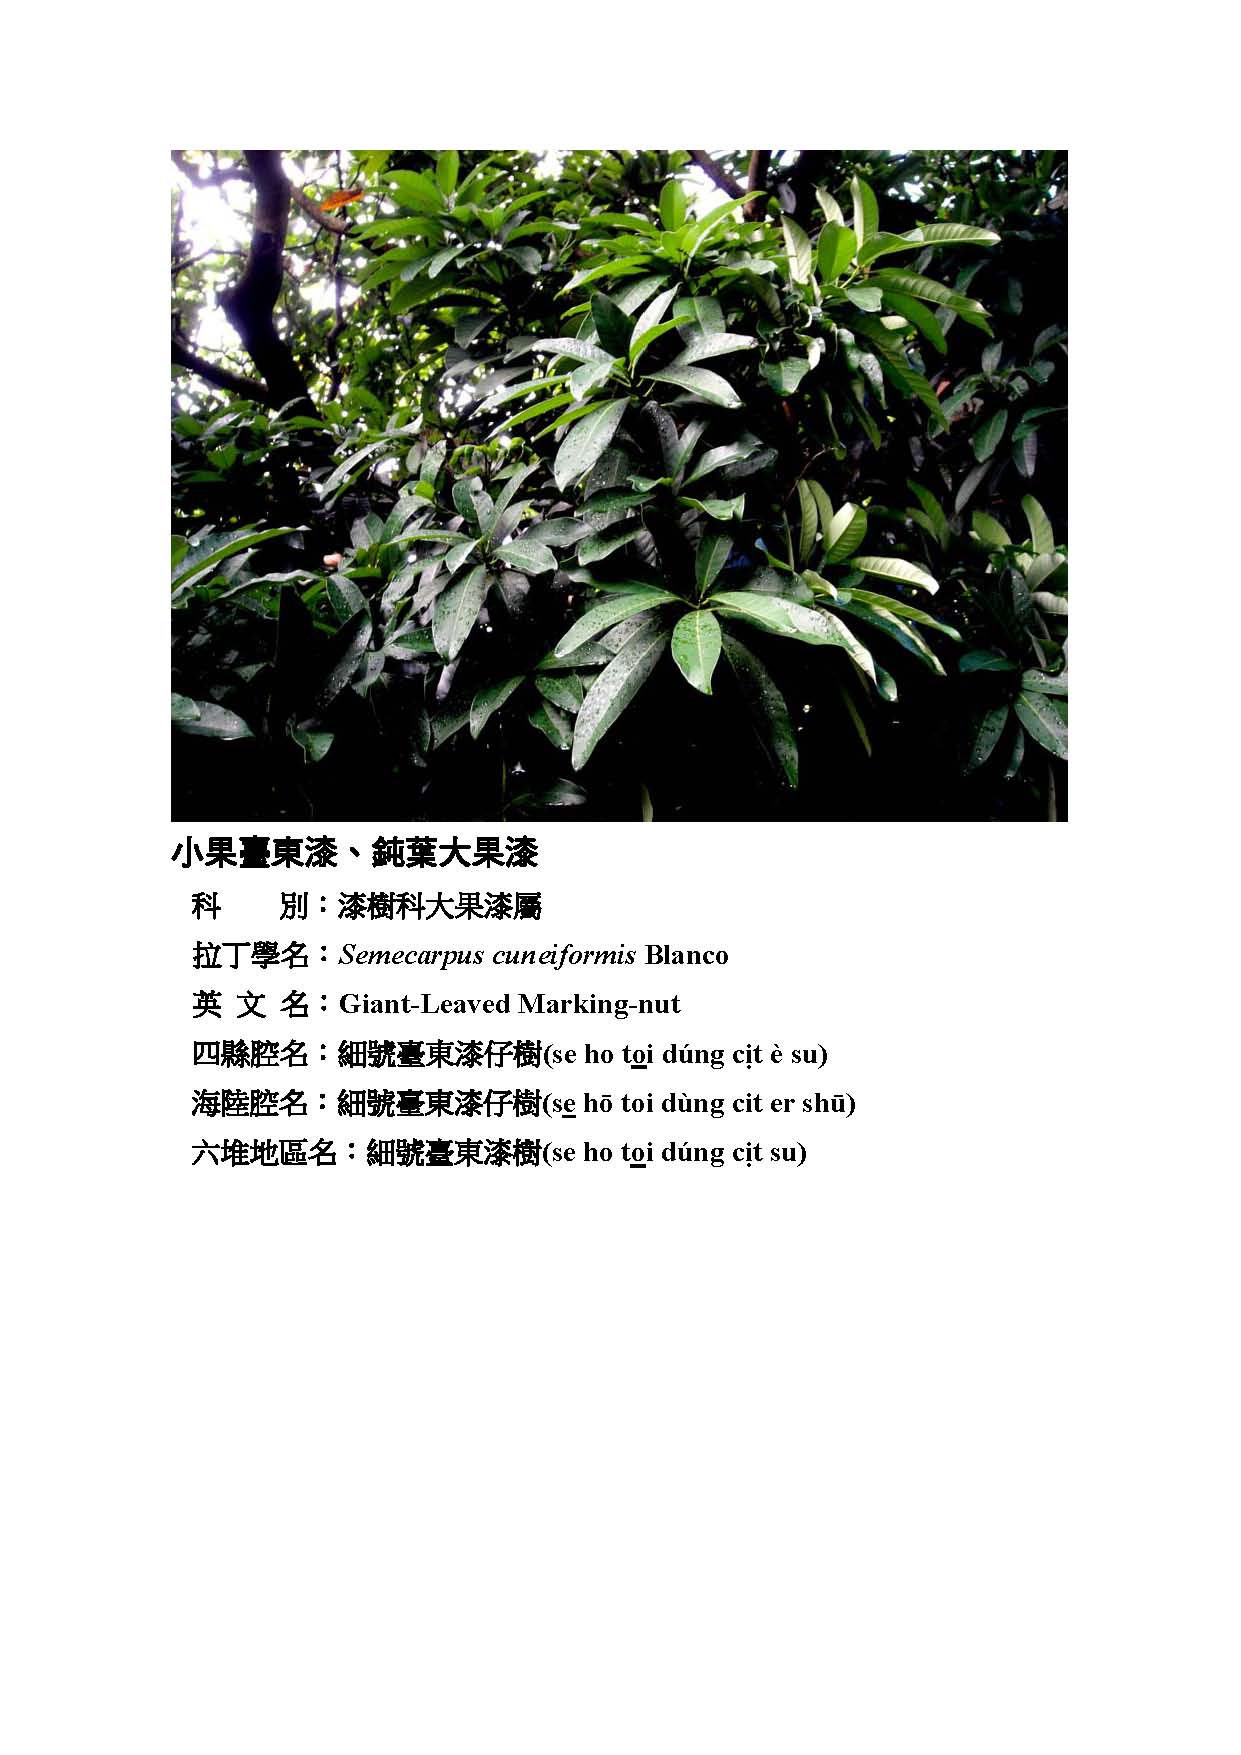 小果臺東漆、鈍葉大果漆
科　　別：漆樹科大果漆屬
拉丁學名：Semecarpus cuneiformis Blanco
英 文 名：Giant-Leaved Marking-nut
四縣腔名：細號臺東漆仔樹(se ho to̲i dúng cịt è su)
海陸腔名：細號臺東漆仔樹(se̲ hō toi dùng cit er shū)
六堆地區名：細號臺東漆樹(se ho to̲i dúng cịt su)